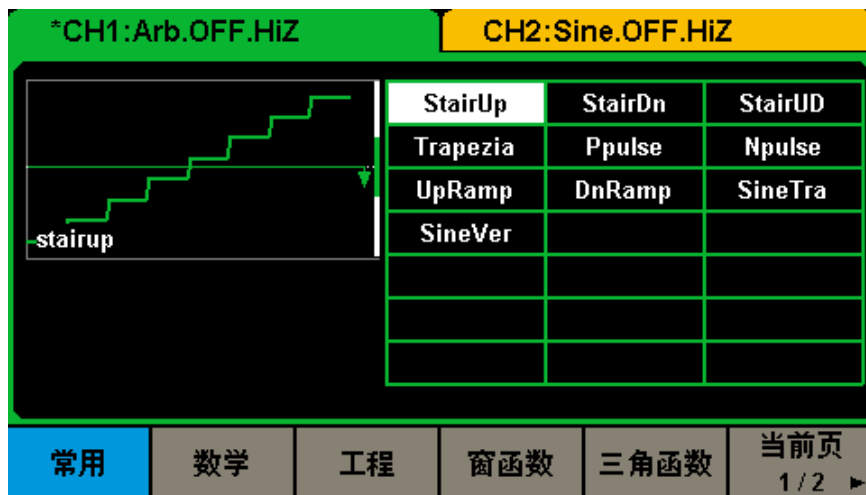 *CH1:Arb.OFF.HiZ CH2:Sine.OFF.HiZ
StairUp StairDn StairUD
Trapezia Ppulse Npulse
UpRamp DnRamp SineTra
stairup SineVer
常用 数学 工程 窗函数 三角函数 当前页
1/2